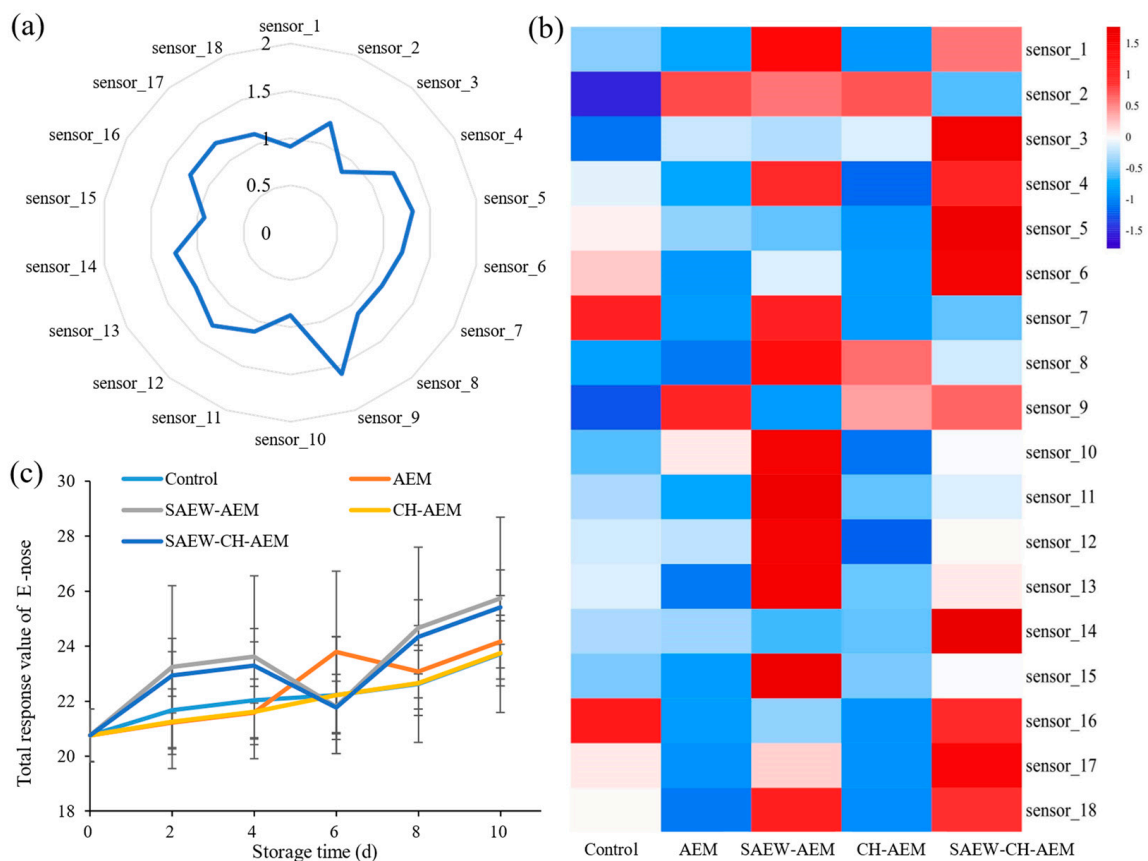 (a)
sensor_1
sensor_2
sensor_3
sensor_4
sensor_5
sensor_6
sensor_7
sensor_8
sensor_9
sensor_10
sensor_11
sensor_12
sensor_13
sensor_14
sensor_15
sensor_16
sensor_17
sensor_18
2
1.5
1
0.5
0
(b)
sensor_1
sensor_2
sensor_3
sensor_4
sensor_5
sensor_6
sensor_7
sensor_8
sensor_9
sensor_10
sensor_11
sensor_12
sensor_13
sensor_14
sensor_15
sensor_16
sensor_17
sensor_18
Control AEM SAEW-AEM CH-AEM SAEW-CH-AEM
1.5
1
0.5
0
-0.5
-1
-1.5
(c)
Control AEM
SAEW-AEM CH-AEM
SAEW-CH-AEM
Total response value of E -nose
30
28
26
24
22
20
18
0 2 4 6 8 10
Storage time (d)